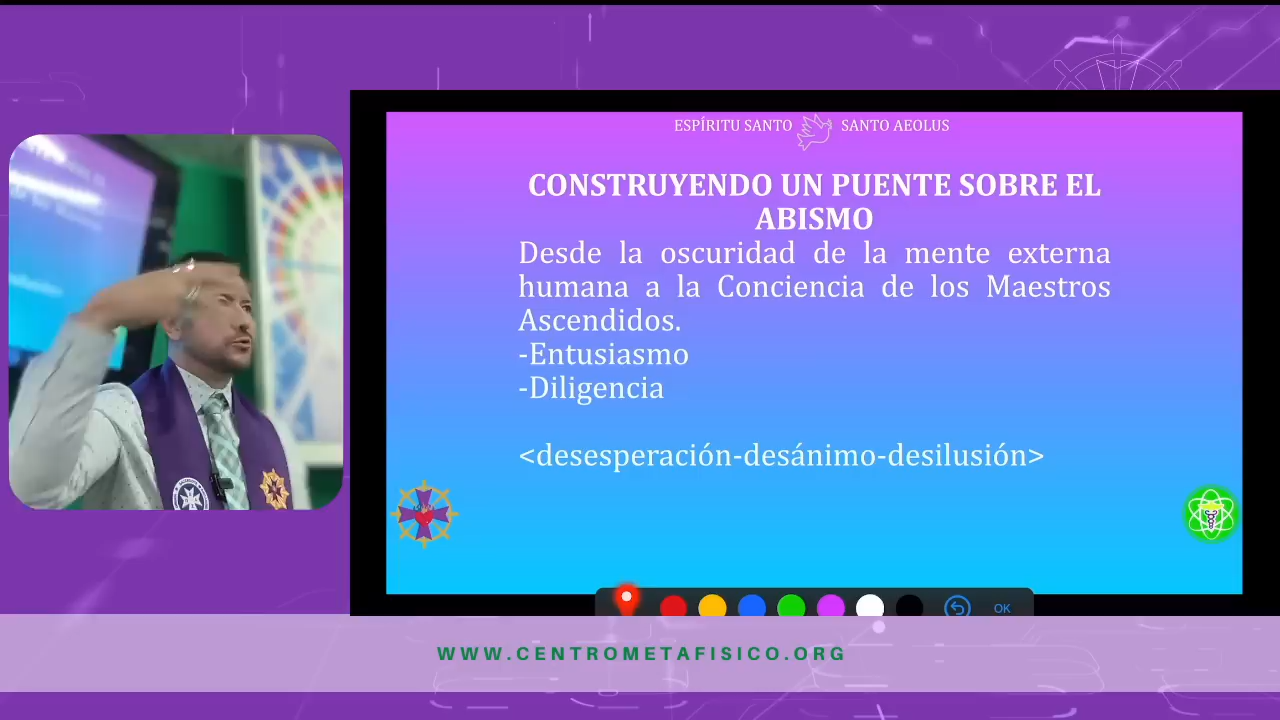 ESPÍRITU SANTO SANTO AEOLUS
CONSTRUYENDO UN PUENTE SOBRE EL
ABISMO
Desde la oscuridad de la mente externa
humana a la Conciencia de los Maestros
Ascendidos.
-Entusiasmo
-Diligencia
<desesperación-desánimo-desilusión>
OK
WWW.CENTROMETAFISICO.ORG